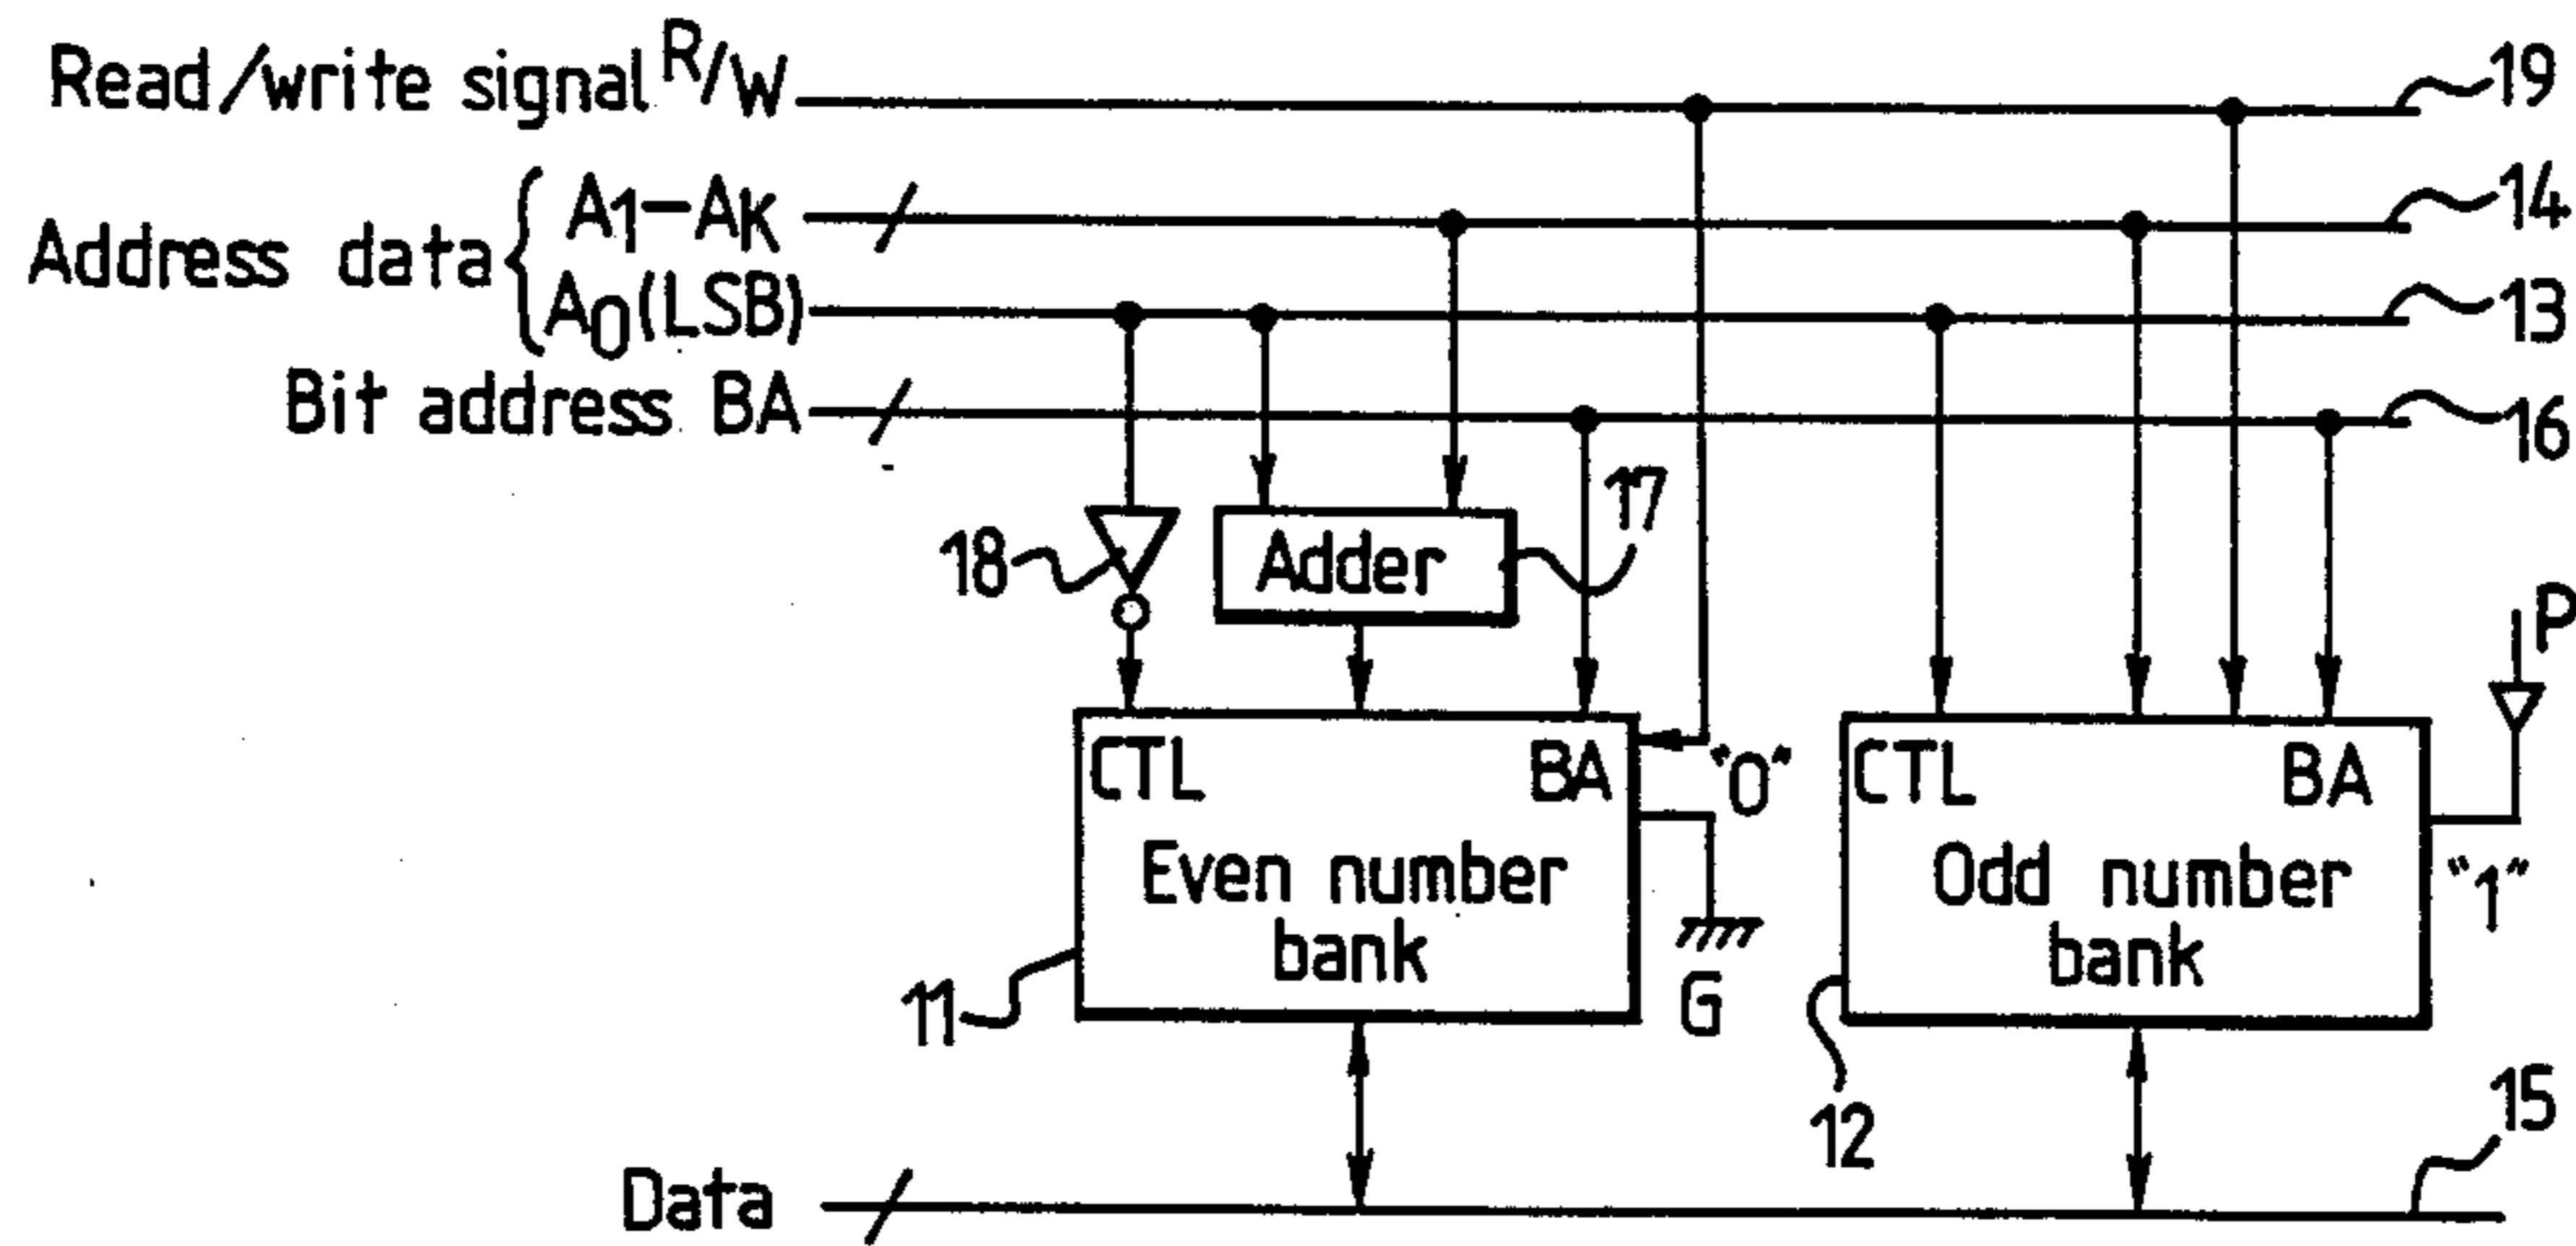 Read/write signal R/W
19
Address data { A1-AK
14
A0(LSB)
13
Bit address BA
16
17
18
Adder
P
CTL BA "0" CTL BA
Even number bank
Odd number bank
"1"
11
G
12
15
Data